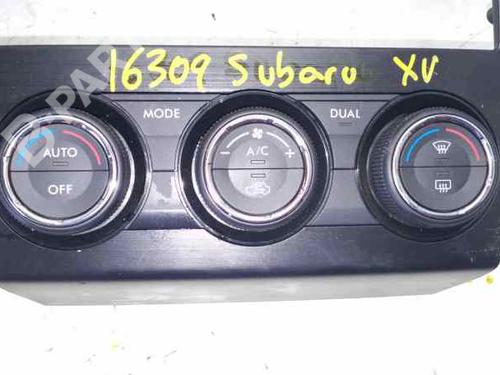 16309 Subaru XV
MODE
DUAL
AUTO
OFF
- A/C +